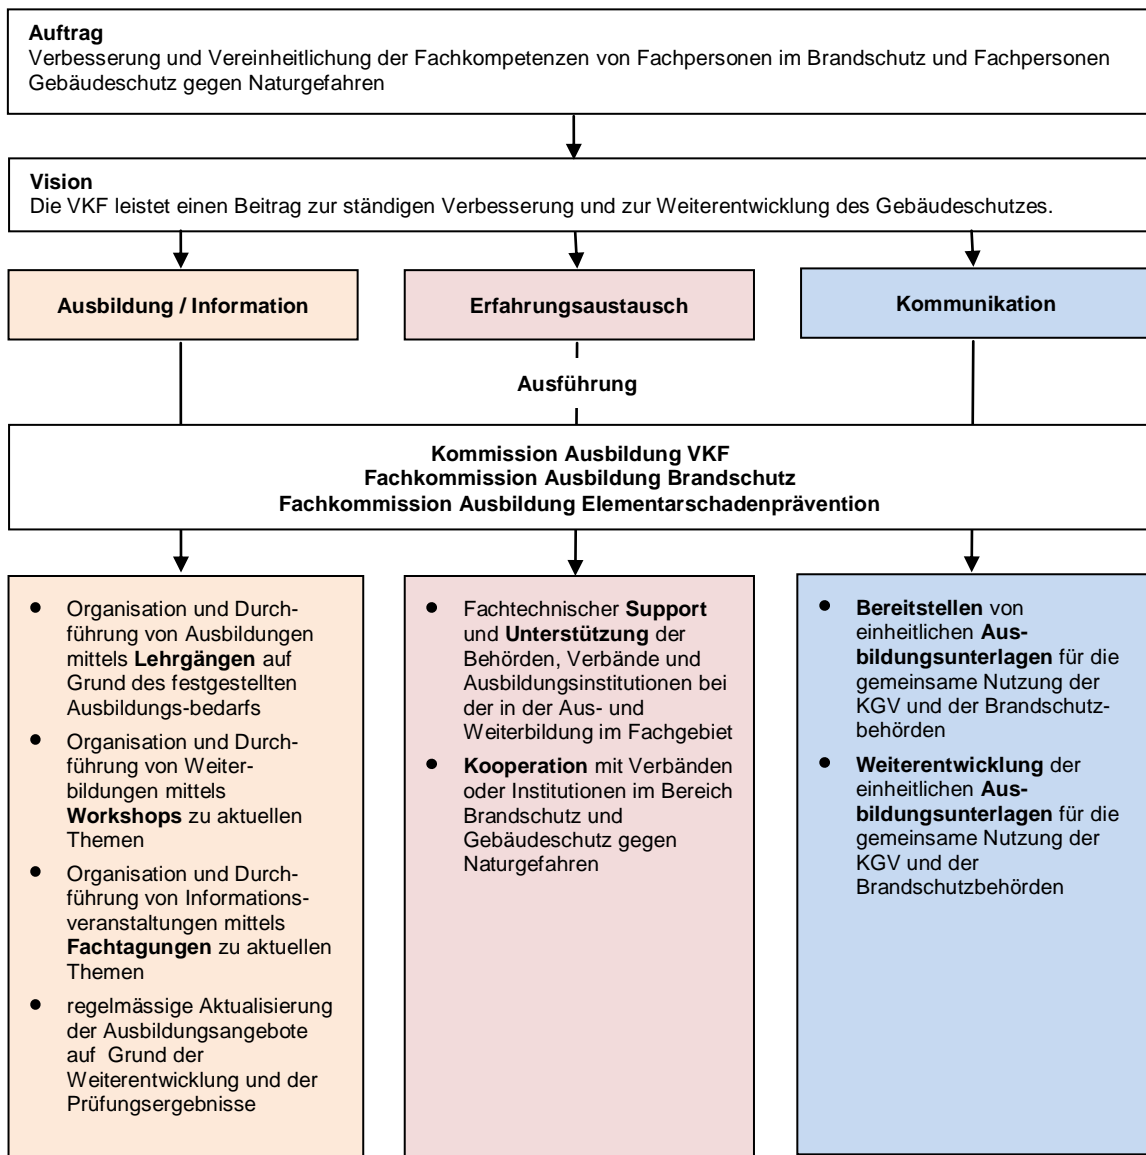 Auftrag
Verbesserung und Vereinheitlichung der Fachkompetenzen von Fachpersonen im Brandschutz und Fachpersonen
Gebäudeschutz gegen Naturgefahren
Vision
Die VKF leistet einen Beitrag zur ständigen Verbesserung und zur Weiterentwicklung des Gebäudeschutzes.
Ausbildung / Information
Erfahrungsaustausch
Kommunikation
Ausführung
Kommission Ausbildung VKF
Fachkommission Ausbildung Brandschutz
Fachkommission Ausbildung Elementarschadenprävention
• Organisation und Durch-
führung von Ausbildungen
mittels Lehrgängen auf
Grund des festgestellten
Ausbildungs-bedarfs
• Organisation und Durch-
führung von Weiter-
bildungen mittels
Workshops zu aktuellen
Themen
• Organisation und Durch-
führung von Informations-
veranstaltungen mittels
Fachtagungen zu aktuellen
Themen
• regelmässige Aktualisierung
der Ausbildungsangebote
auf  Grund der
Weiterentwicklung und der
Prüfungsergebnisse
• Fachtechnischer Support
und Unterstützung der
Behörden, Verbände und
Ausbildungsinstitutionen bei
der in der Aus- und
Weiterbildung im Fachgebiet
• Kooperation mit Verbänden
oder Institutionen im Bereich
Brandschutz und
Gebäudeschutz gegen
Naturgefahren
• Bereitstellen von
einheitlichen Aus-
bildungsunterlagen für die
gemeinsame Nutzung der
KGV und der Brandschutz-
behörden
• Weiterentwicklung der
einheitlichen Aus-
bildungsunterlagen für die
gemeinsame Nutzung der
KGV und der
Brandschutzbehörden